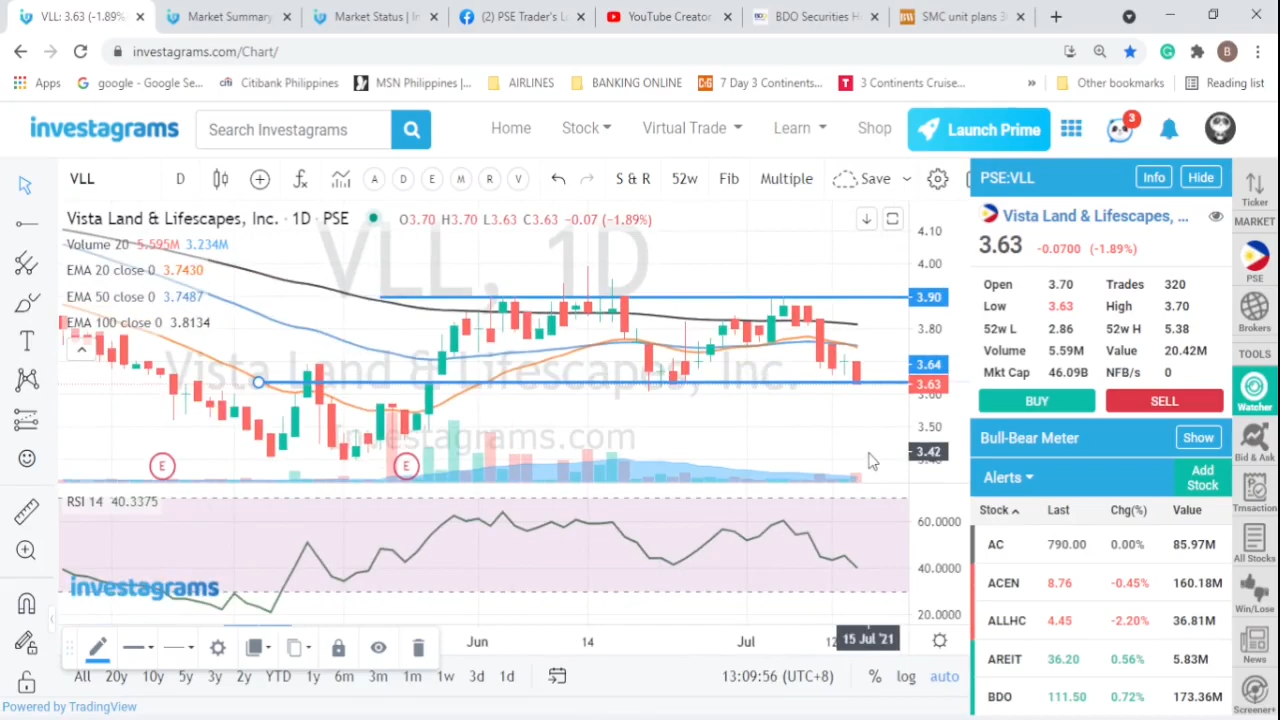 VLL: 3.63 (-1.89%
Market Summary
Market Status | In
(2) PSE Trader's L
YouTube Creator
BDO Securities H
SMC unit plans 3
investagrams.com/Chart/
Apps
google - Google Se...
Citibank Philippines
MSN Philippines |...
AIRLINES
BANKING ONLINE
7 Day 3 Continents...
3 Continents Cruise...
»
Other bookmarks
Reading list
investagrams
Search Investagrams
Home
Stock
Virtual Trade
Learn
Shop
Launch Prime
3
VLL
D
A
D
E
M
R
V
S & R
52w
Fib
Multiple
Save
PSE:VLL
Info
Hide
Vista Land & Lifescapes, Inc. · 1D · PSE
O3.70 H3.70 L3.63 C3.63 -0.07 (-1.89%)
Volume 20 5.595M 3.234M
EMA 20 close 0 3.7430
EMA 50 close 0 3.7487
EMA 100 close 0 3.8134
VLL, 1D
Vista Land & Lifescapes, Inc.
investagrams.com
4.10
4.00
3.90
3.80
3.64
3.63
3.60
3.50
3.42
E
E
RSI 14 40.3375
60.0000
40.0000
20.0000
investagrams
Jun
14
Jul
12
15 Jul '21
All
20y
10y
5y
3y
2y
YTD
1y
6m
3m
1m
1w
3d
1d
13:09:56 (UTC+8)
%
log
auto
Powered by TradingView
Vista Land & Lifescapes, ...
3.63 -0.0700 (-1.89%)
Open 3.70 Trades 320
Low 3.63 High 3.70
52w L 2.86 52w H 5.38
Volume 5.59M Value 20.42M
Mkt Cap 46.09B NFB/s 0
BUY
SELL
Bull-Bear Meter
Show
Alerts
Add
Stock
Stock Last Chg(%) Value
AC 790.00 0.00% 85.97M
ACEN 8.76 -0.45% 160.18M
ALLHC 4.45 -2.20% 36.81M
AREIT 36.20 0.56% 5.83M
BDO 111.50 0.72% 173.36M
Ticker
MARKET
PSE
Brokers
TOOLS
Watcher
Bid & Ask
Trnsaction
All Stocks
Win/Lose
News
Screener+